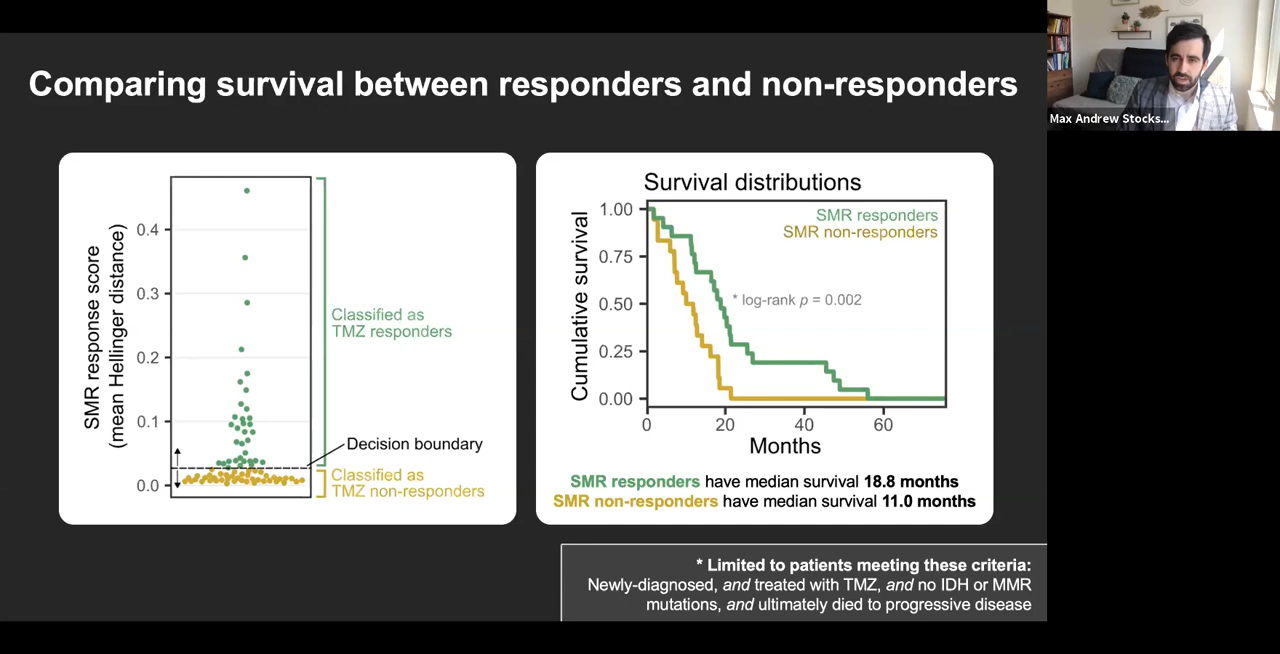 Comparing survival between responders and non-responders
Max Andrew Stocks...
SMR response score
(mean Hellinger distance)
0.4
0.3
0.2
0.1
0.0
Classified as
TMZ responders
Decision boundary
Classified as
TMZ non-responders
Survival distributions
Cumulative survival
1.00
0.75
0.50
0.25
0.00
SMR responders
SMR non-responders
* log-rank p = 0.002
0 20 40 60
Months
SMR responders have median survival 18.8 months
SMR non-responders have median survival 11.0 months
* Limited to patients meeting these criteria:
Newly-diagnosed, and treated with TMZ, and no IDH or MMR
mutations, and ultimately died to progressive disease